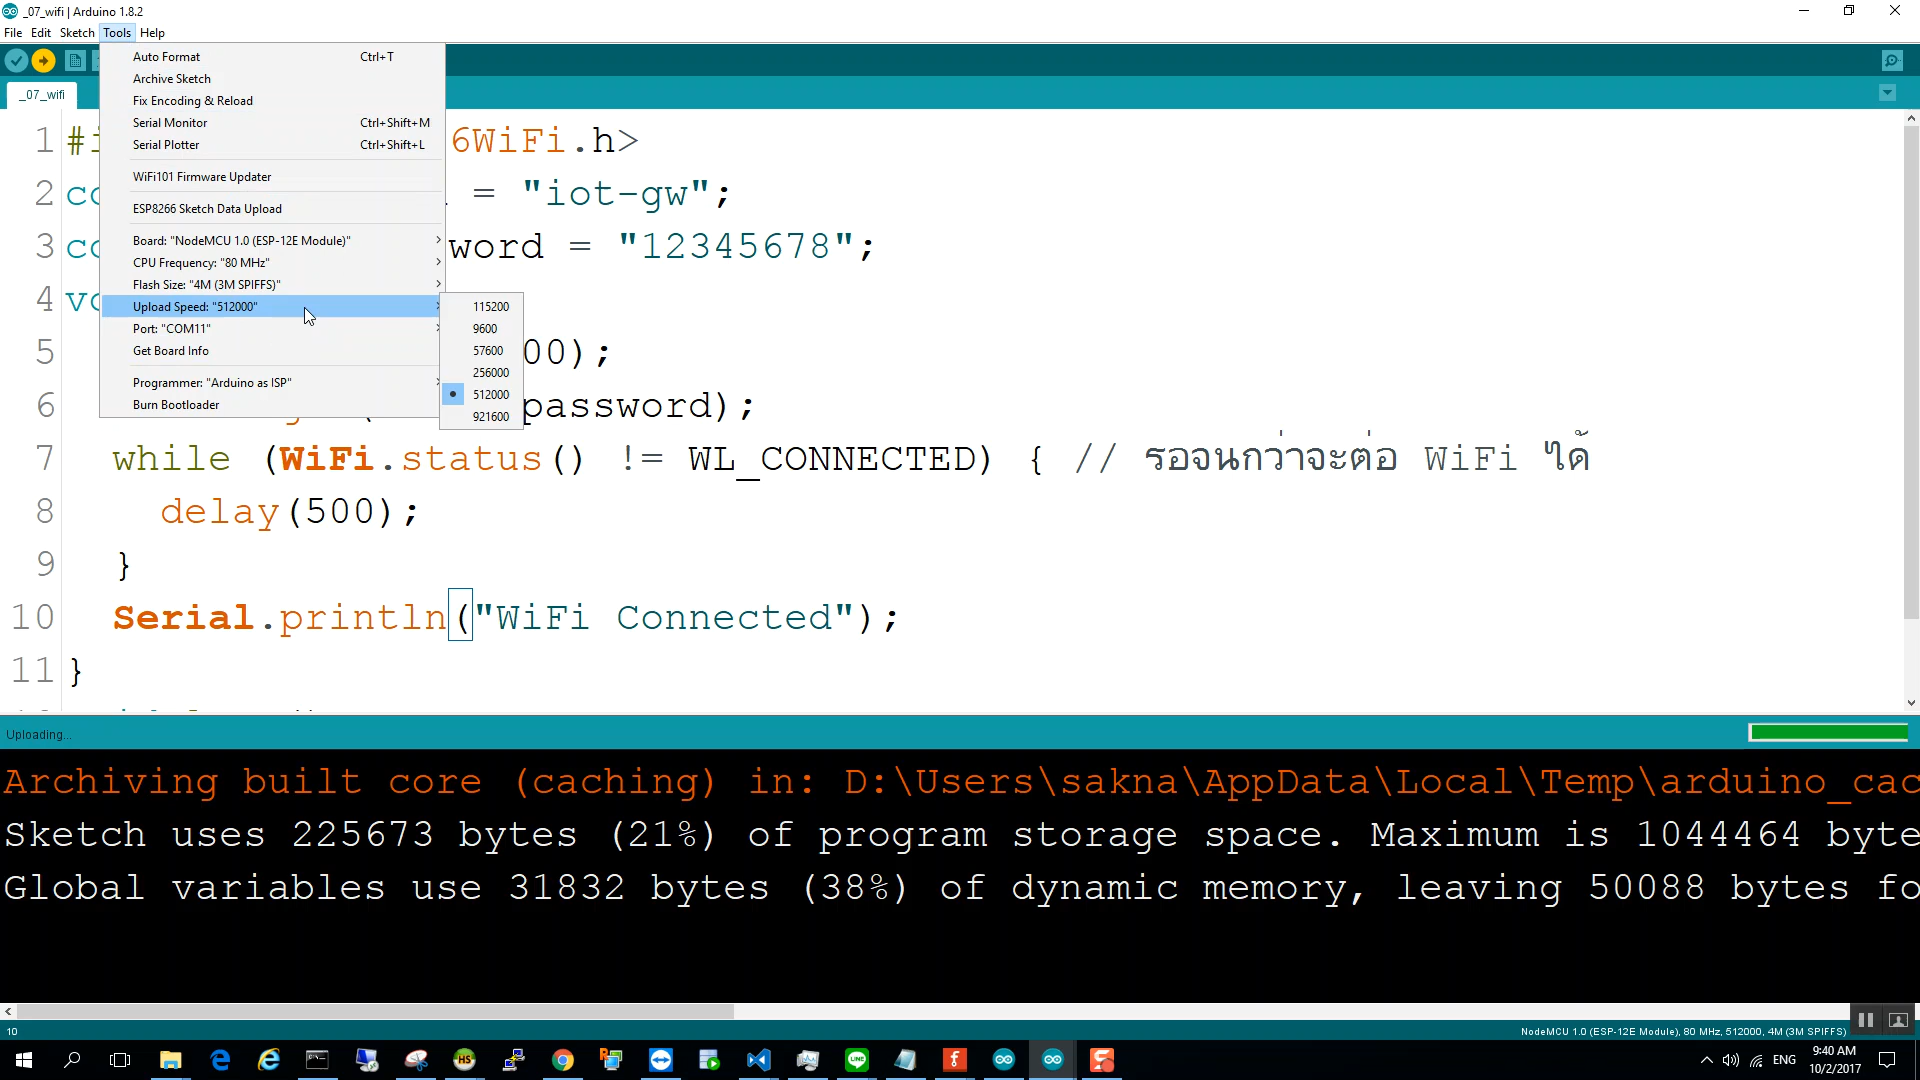 _07_wifi | Arduino 1.8.2
File Edit Sketch Tools Help
Auto Format Ctrl+T
Archive Sketch
Fix Encoding & Reload
Serial Monitor Ctrl+Shift+M
Serial Plotter Ctrl+Shift+L
WiFi101 Firmware Updater
ESP8266 Sketch Data Upload
Board: "NodeMCU 1.0 (ESP-12E Module)"
CPU Frequency: "80 MHz"
Flash Size: "4M (3M SPIFFS)"
Upload Speed: "512000"
Port: "COM11"
Get Board Info
Programmer: "Arduino as ISP"
Burn Bootloader
115200
9600
57600
256000
512000
921600
_07_wifi
1 #i 6WiFi.h>
2 co = "iot-gw";
3 co word = "12345678";
4 vo
5 00);
6 password);
7 while (WiFi.status() != WL_CONNECTED) { // รอจนกว่าจะต่อ WiFi ได้
8 delay(500);
9 }
10 Serial.println("WiFi Connected");
11 }
Uploading...
Archiving built core (caching) in: D:\Users\sakna\AppData\Local\Temp\arduino_cac
Sketch uses 225673 bytes (21%) of program storage space. Maximum is 1044464 byte
Global variables use 31832 bytes (38%) of dynamic memory, leaving 50088 bytes fo
10
NodeMCU 1.0 (ESP-12E Module), 80 MHz, 512000, 4M (3M SPIFFS)
ENG
9:40 AM
10/2/2017